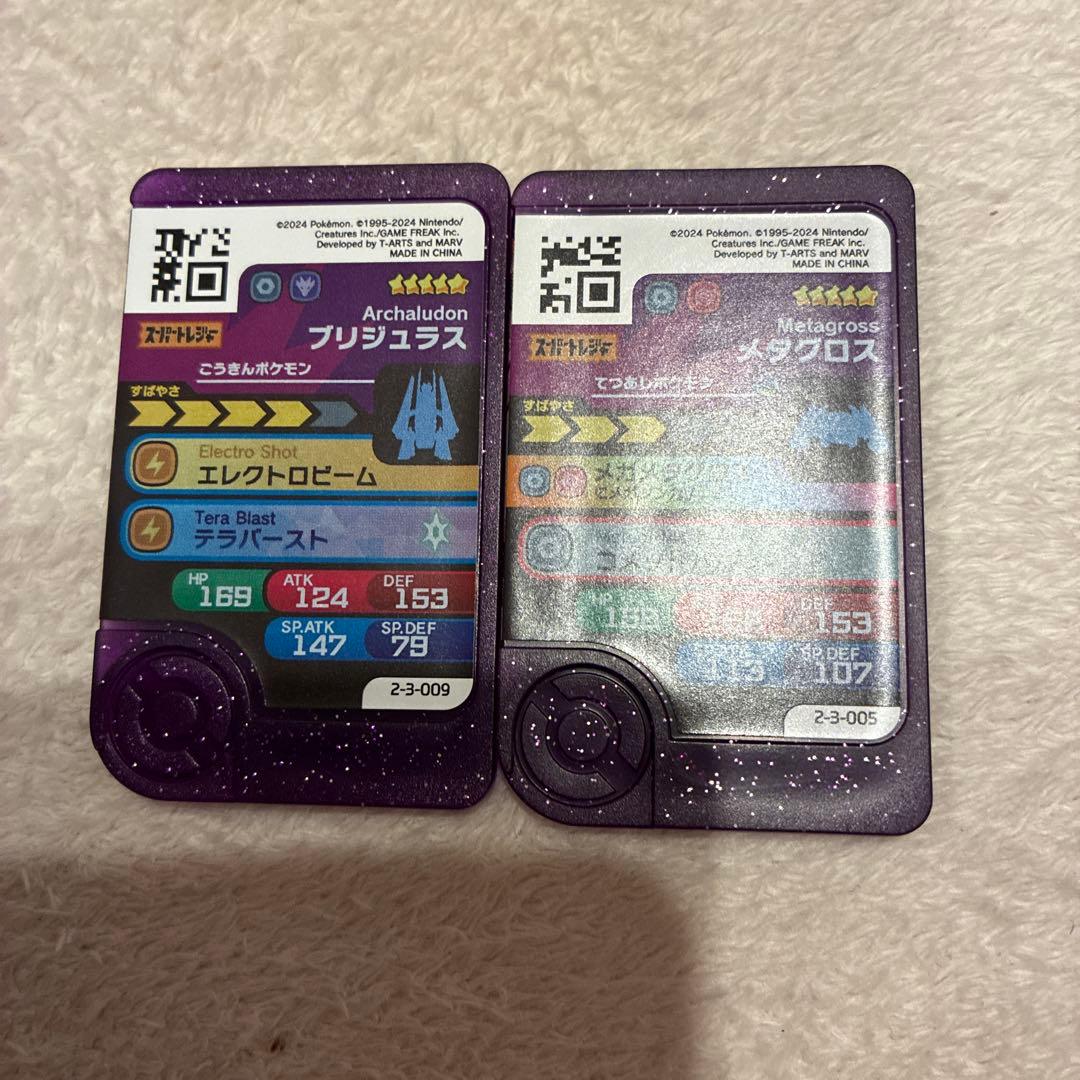 ©2024 Pokémon. ©1995-2024 Nintendo/
Creatures Inc./GAME FREAK inc.
Developed by T-ARTS and MARV
MADE IN CHINA
Archaludon
スーパートレジャー
ブリジュラス
ごうきんポケモン
すばやさ
Electro Shot
エレクトロビーム
Tera Blast
テラバースト
HP
169
ATK
124
DEF
153
SP.ATK
147
SP.DEF
79
2-3-009
©2024 Pokémon. ©1995-2024 Nintendo/
Creatures Inc./GAME FREAK inc.
Developed by T-ARTS and MARV
MADE IN CHINA
Metagross
スーパートレジャー
メタグロス
てつあしポケモン
すばやさ
HP
DEF
153
SP.ATK
113
SP.DEF
107
2-3-005